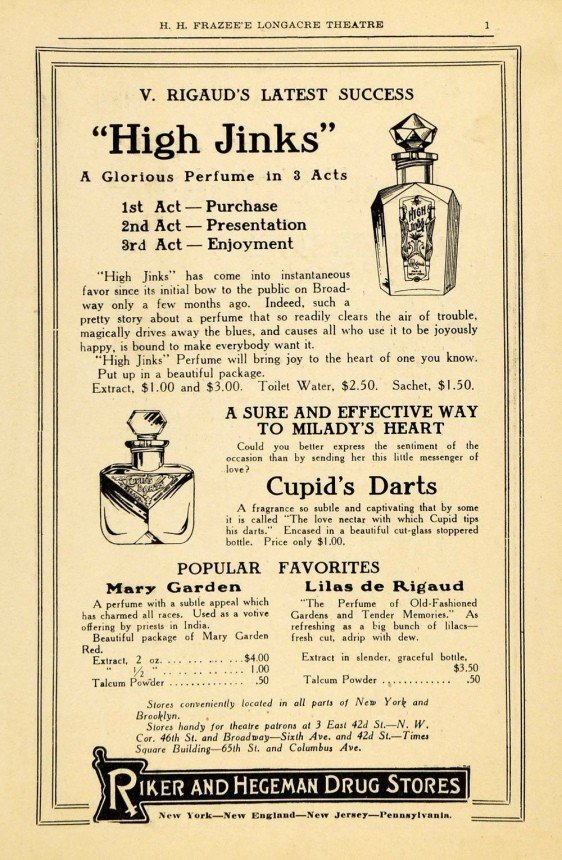 H. H. FRAZEE'E LONGACRE THEATRE 1
V. RIGAUD'S LATEST SUCCESS
"High Jinks"
A Glorious Perfume in 3 Acts
1st Act — Purchase
2nd Act — Presentation
3rd Act — Enjoyment
HIGH
JINKS
"High Jinks" has come into instantaneous
favor since its initial bow to the public on Broad-
way only a few months ago. Indeed, such a
pretty story about a perfume that so readily clears the air of trouble,
magically drives away the blues, and causes all who use it to be joyously
happy, is bound to make everybody want it.
"High Jinks" Perfume will bring joy to the heart of one you know.
Put up in a beautiful package.
Extract, $1.00 and $3.00. Toilet Water, $2.50. Sachet, $1.50.
A SURE AND EFFECTIVE WAY
TO MILADY'S HEART
Could you better express the sentiment of the
occasion than by sending her this little messenger of
love?
Cupid's Darts
A fragrance so subtle and captivating that by some
it is called "The love nectar with which Cupid tips
his darts." Encased in a beautiful cut-glass stoppered
bottle. Price only $1.00.
POPULAR FAVORITES
Mary Garden
A perfume with a subtle appeal which
has charmed all races. Used as a votive
offering by priests in India.
Beautiful package of Mary Garden
Red.
Extract, 2 oz. ... ... ... ...$4.00
" ½ " .. .. .. .. .. 1.00
Talcum Powder ................ .50
Lilas de Rigaud
"The Perfume of Old-Fashioned
Gardens and Tender Memories." As
refreshing as a big bunch of lilacs—
fresh cut, adrip with dew.
Extract in slender, graceful bottle,
$3.50
Talcum Powder ............ .50
Stores conveniently located in all parts of New York and
Brooklyn.
Stores handy for theatre patrons at 3 East 42d St.—N. W.
Cor. 46th St. and Broadway—Sixth Ave. and 42d St.—Times
Square Building—65th St. and Columbus Ave.
RIKER AND HEGEMAN DRUG STORES
New York—New England—New Jersey—Pennsylvania.